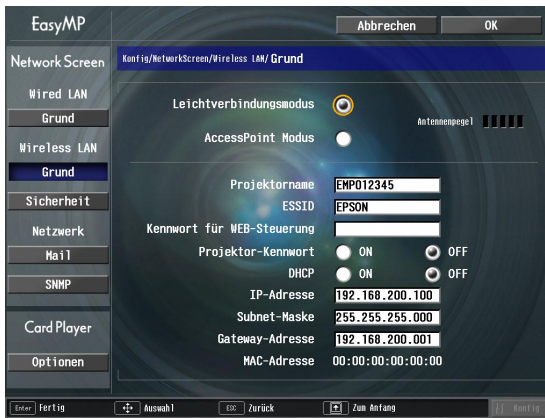 EasyMP
Abbrechen
OK
Network Screen
Konfig/NetworkScreen/Wireless LAN/Grund
Wired LAN
Grund
Wireless LAN
Grund
Sicherheit
Netzwerk
Mail
SNMP
Card Player
Optionen
Leichtverbindungsmodus
Antennenpegel
AccessPoint Modus
Projektorname EMP012345
ESSID EPSON
Kennwort für WEB-Steuerung
Projektor-Kennwort ON OFF
DHCP ON OFF
IP-Adresse 192.168.200.100
Subnet-Maske 255.255.255.000
Gateway-Adresse 192.168.200.001
MAC-Adresse 00:00:00:00:00:00
Enter Fertig
Auswahl
ESC Zurück
Zum Anfang
Konfig